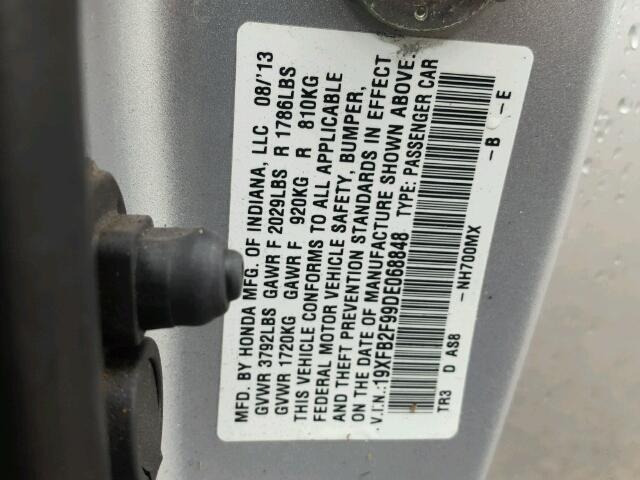 MFD. BY HONDA MFG. OF INDIANA, LLC 08/'13
GVWR 3792LBS GAWR F 2029LBS R 1786LBS
GVWR 1720KG GAWR F 920KG R 810KG
THIS VEHICLE CONFORMS TO ALL APPLICABLE
FEDERAL MOTOR VEHICLE SAFETY, BUMPER,
AND THEFT PREVENTION STANDARDS IN EFFECT
ON THE DATE OF MANUFACTURE SHOWN ABOVE.
V.I.N.: 19XFB2F99DE068848 TYPE: PASSENGER CAR
TR3 D AS8 -NH700MX -B -E